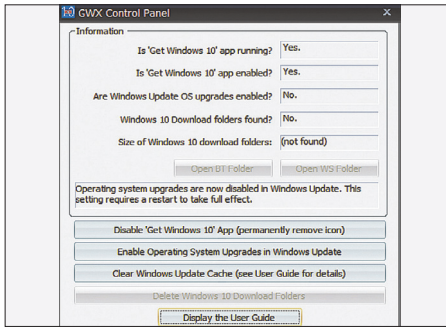 GWX Control Panel
Information
Is 'Get Windows 10' app running? Yes.
Is 'Get Windows 10' app enabled? Yes.
Are Windows Update OS upgrades enabled? No.
Windows 10 Download folders found? No.
Size of Windows 10 download folders: (not found)
Open BT Folder Open WS Folder
Operating system upgrades are now disabled in Windows Update. This
setting requires a restart to take full effect.
Disable 'Get Windows 10' App (permanently remove icon)
Enable Operating System Upgrades in Windows Update
Clear Windows Update Cache (see User Guide for details)
Delete Windows 10 Download Folders
Display the User Guide